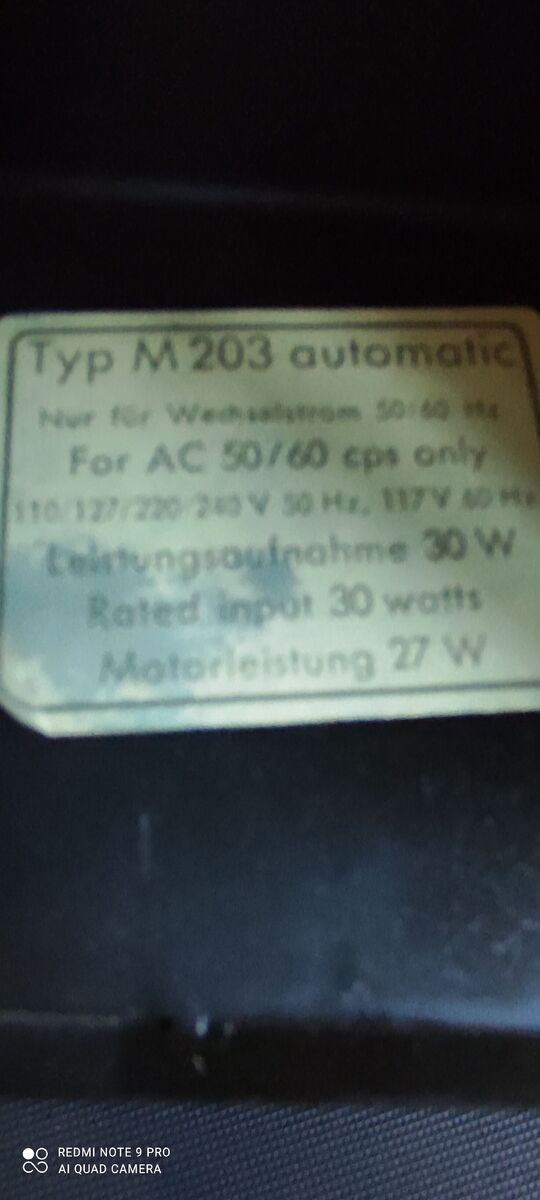 Typ M 203 automatic
Nur für Wechselstrom 50/60 Hz
For AC 50/60 cps only
110/127/220/240 V 50 Hz, 117 V 60 Hz
Leistungsaufnahme 30 W
Rated input 30 watts
Motorleistung 27 W
REDMI NOTE 9 PRO
AI QUAD CAMERA